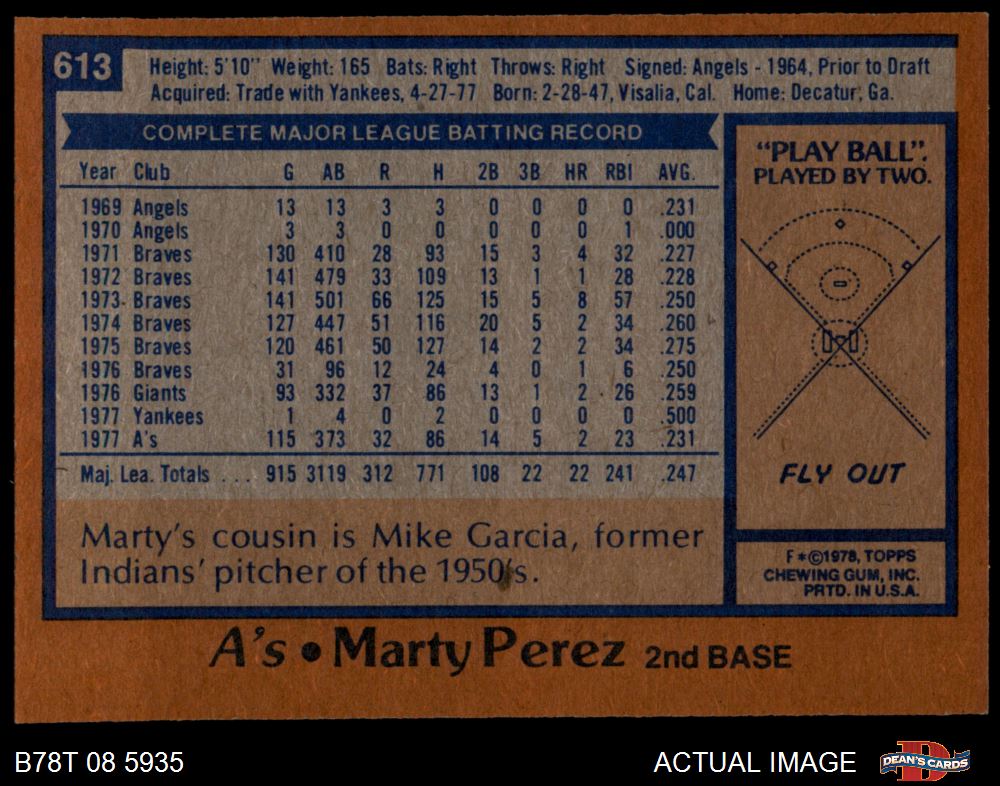 613
Height: 5'10" Weight: 165 Bats: Right Throws: Right Signed: Angels - 1964, Prior to Draft
Acquired: Trade with Yankees, 4-27-77 Born: 2-28-47, Visalia, Cal. Home: Decatur, Ga.
COMPLETE MAJOR LEAGUE BATTING RECORD
Year Club G AB R H 2B 3B HR RBI AVG.
1969 Angels 13 13 3 3 0 0 0 0 .231
1970 Angels 3 3 0 0 0 0 0 1 .000
1971 Braves 130 410 28 93 15 3 4 32 .227
1972 Braves 141 479 33 109 13 1 1 28 .228
1973 Braves 141 501 66 125 15 5 8 57 .250
1974 Braves 127 447 51 116 20 5 2 34 .260
1975 Braves 120 461 50 127 14 2 2 34 .275
1976 Braves 31 96 12 24 4 0 1 6 .250
1976 Giants 93 332 37 86 13 1 2 26 .259
1977 Yankees 1 4 0 2 0 0 0 0 .500
1977 A's 115 373 32 86 14 5 2 23 .231
Maj. Lea. Totals . . . 915 3119 312 771 108 22 22 241 .247
Marty's cousin is Mike Garcia, former
Indians' pitcher of the 1950's.
"PLAY BALL".
PLAYED BY TWO.
FLY OUT
F*©1978, TOPPS
CHEWING GUM, INC.
PRTD. IN U.S.A.
A's • Marty Perez 2nd BASE
B78T 08 5935
ACTUAL IMAGE
D
DEAN'S CARDS